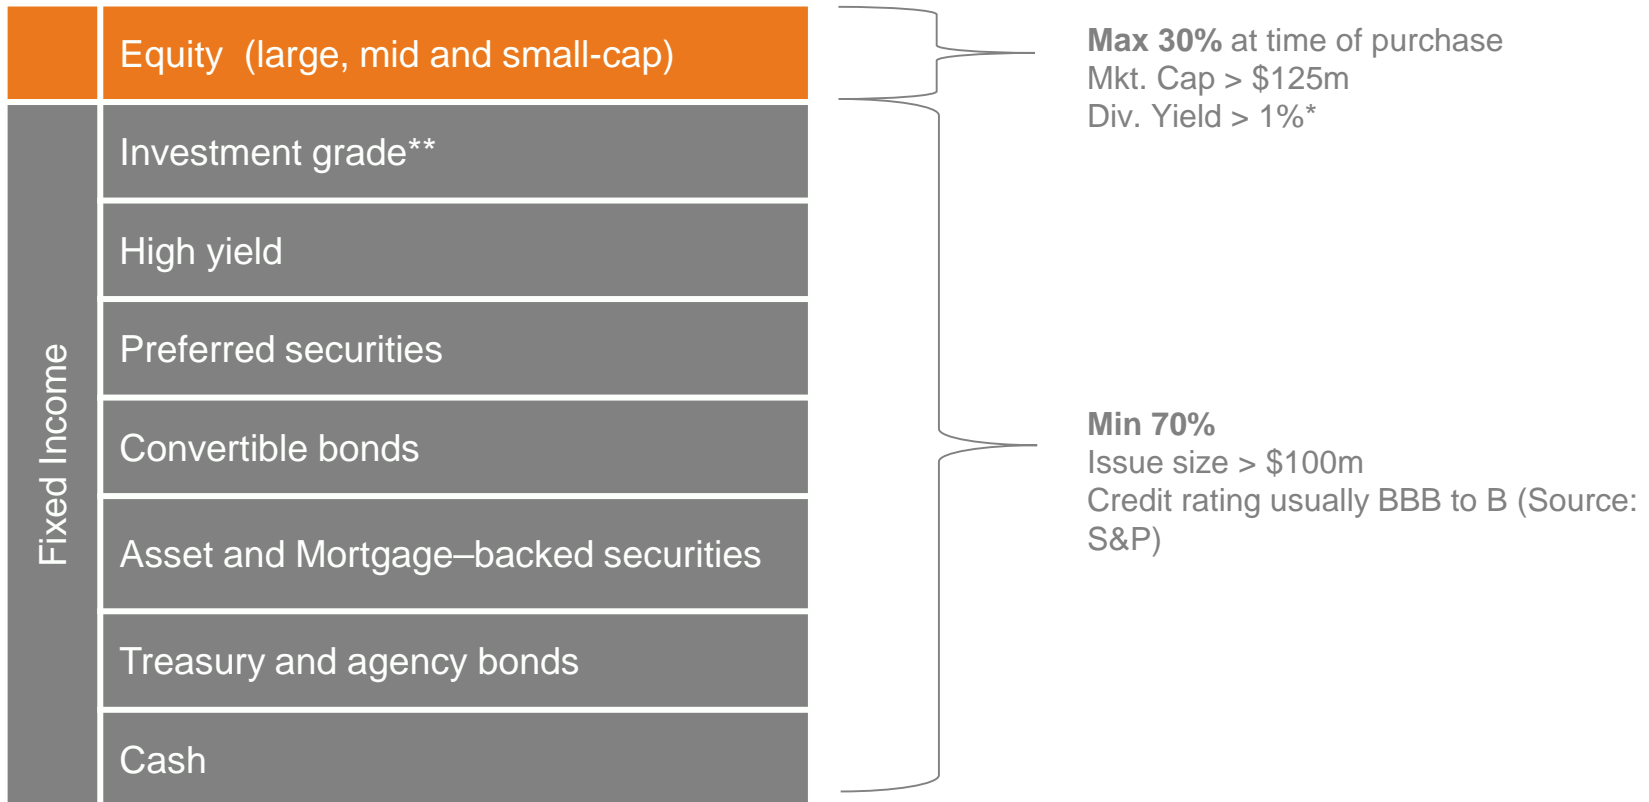 Equity  (large, mid and small-cap)
Max 30% at time of purchase
Mkt. Cap > $125m
Div. Yield > 1%*
Fixed Income
Investment grade**
High yield
Preferred securities
Convertible bonds
Asset and Mortgage–backed securities
Treasury and agency bonds
Cash
Min 70%
Issue size > $100m
Credit rating usually BBB to B (Source:
S&P)